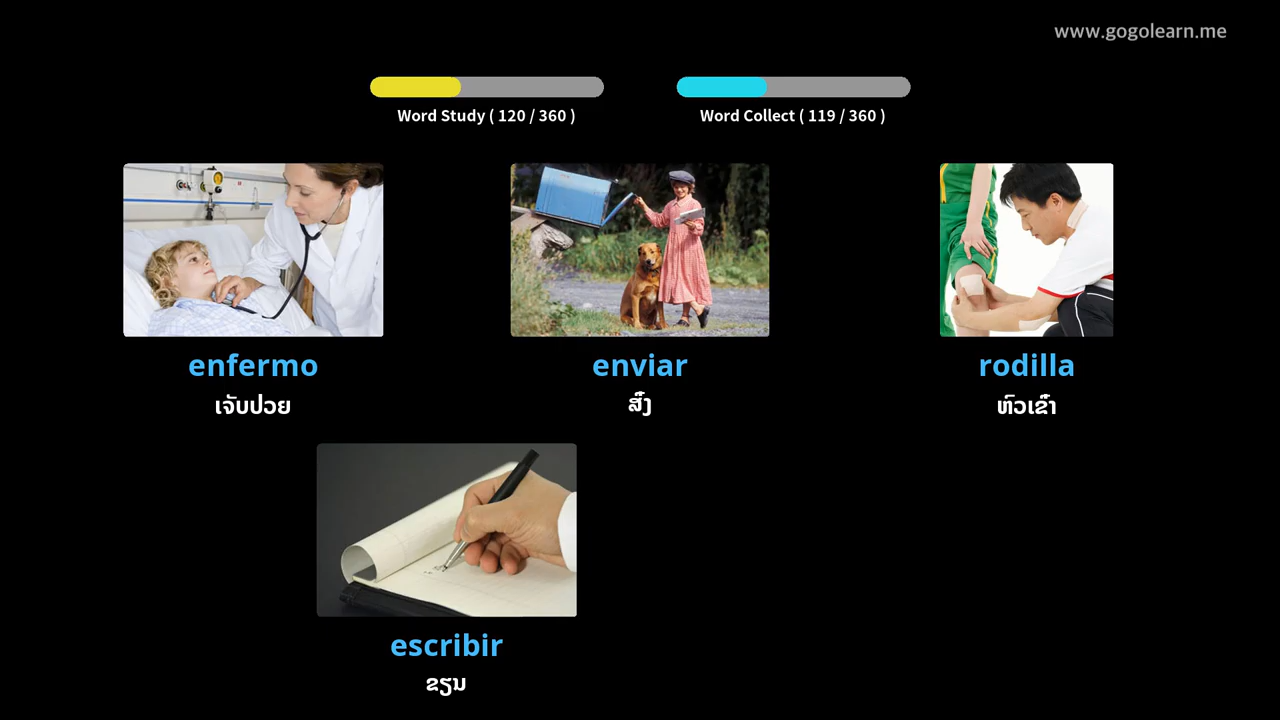 www.gogolearn.me
Word Study ( 120 / 360 )
Word Collect ( 119 / 360 )
enfermo
ເຈັບປ່ວຍ
enviar
ສົ່ງ
rodilla
ຫົວເຂົ່າ
escribir
ຂຽນ